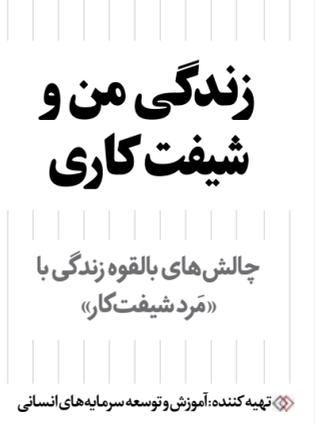 زندگی من و
شیفت کاری
چالش‌های بالقوه زندگی با
«مَرد شیفت‌کار»
تهیه کننده: آموزش و توسعه سرمایه‌های انسانی